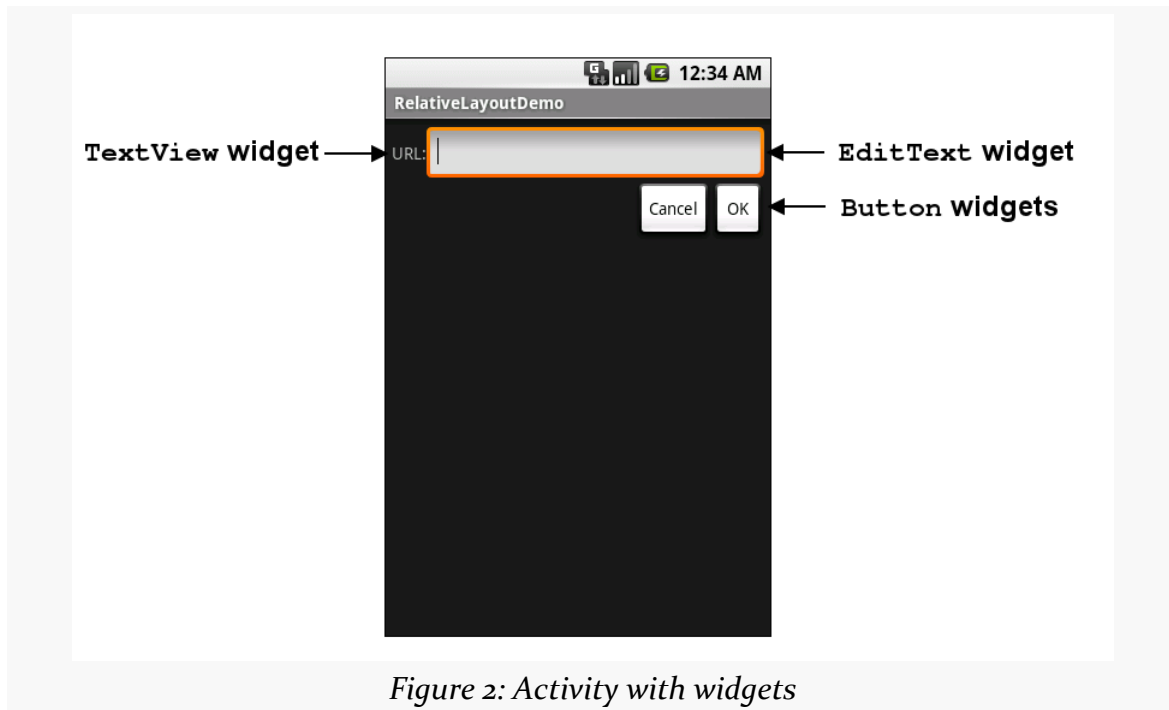 12:34 AM
RelativeLayoutDemo
TextView widget
URL:
EditText widget
Cancel
OK
Button widgets
Figure 2: Activity with widgets